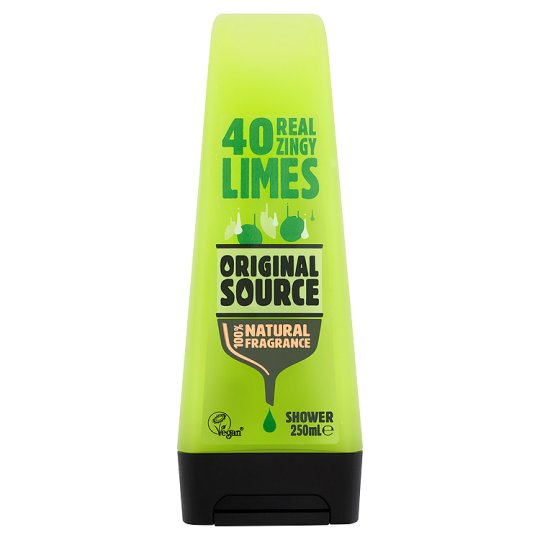 40 REAL
ZINGY
LIMES
ORIGINAL
SOURCE
100% NATURAL
FRAGRANCE
Vegan
SHOWER
250mL℮